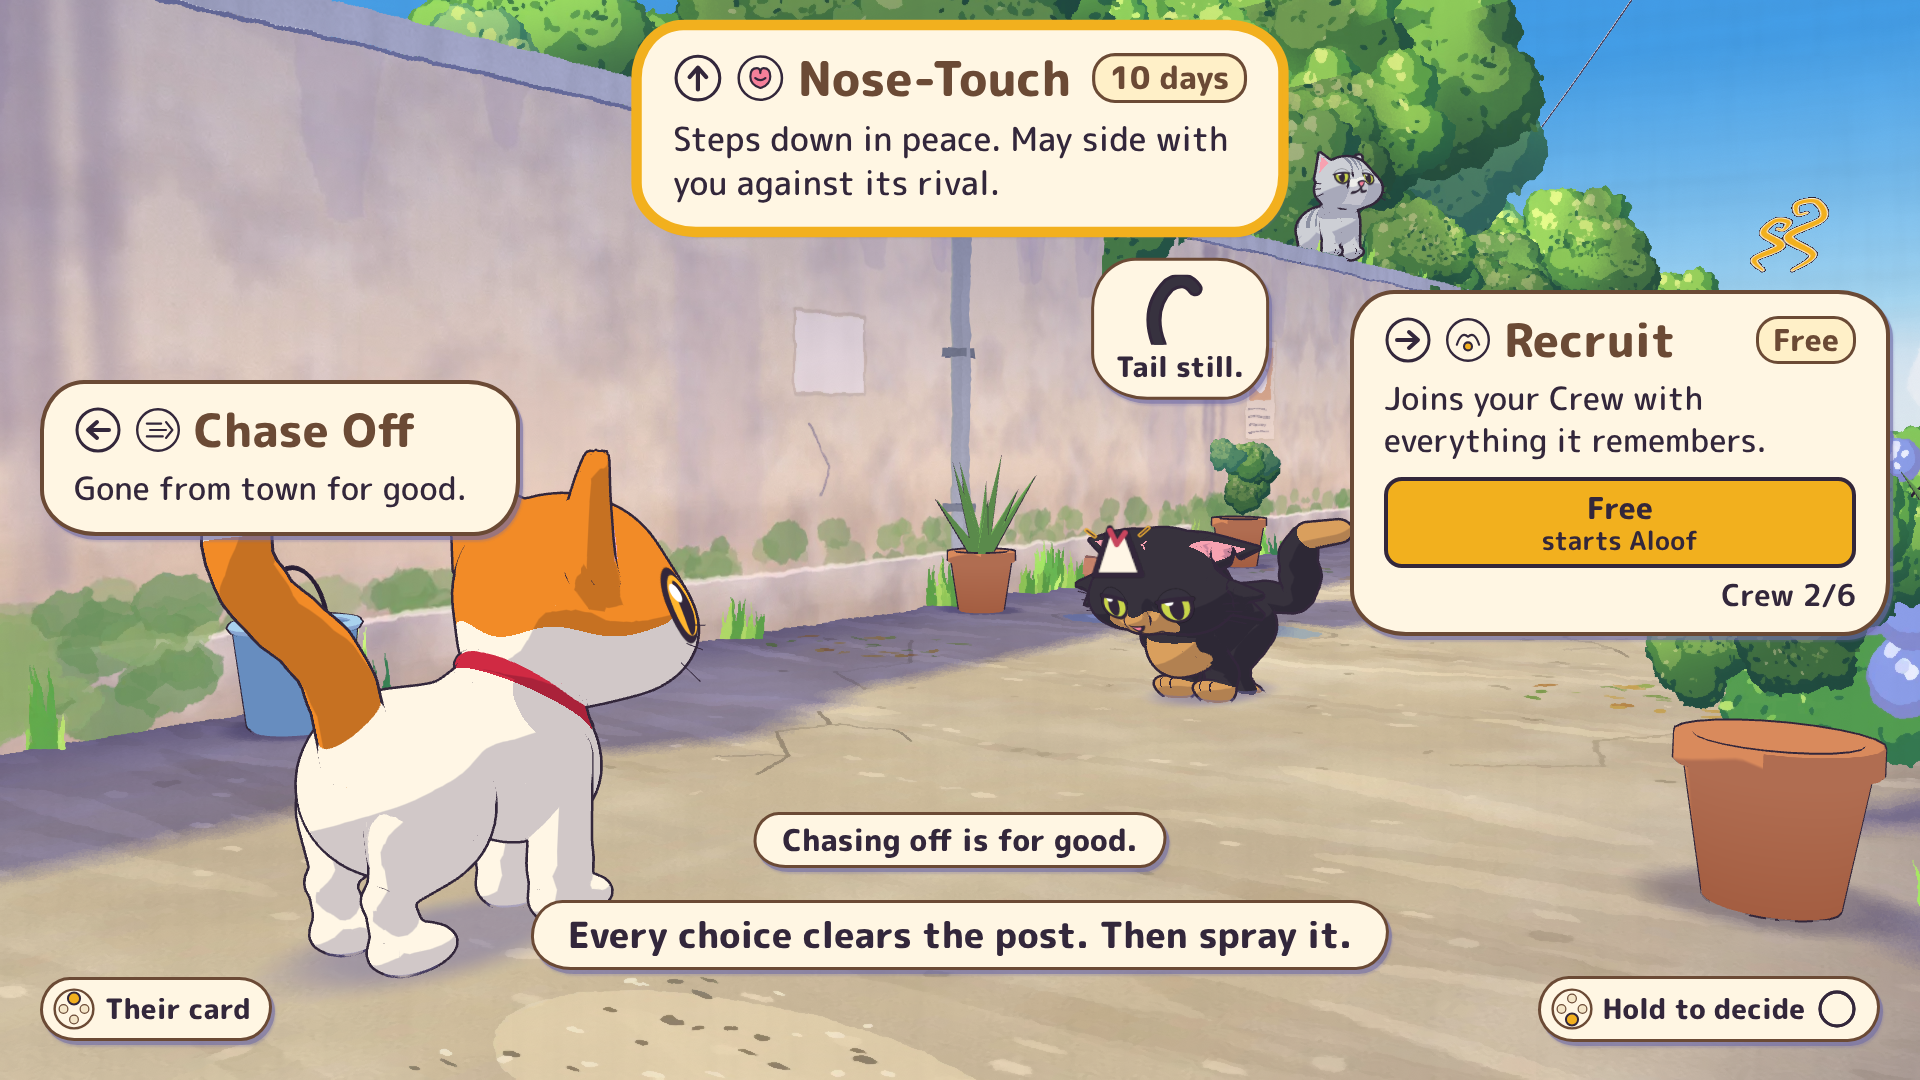 Nose-Touch 10 days
Steps down in peace. May side with
you against its rival.
Tail still.
Recruit Free
Joins your Crew with
everything it remembers.
Free
starts Aloof
Crew 2/6
Chase Off
Gone from town for good.
Chasing off is for good.
Every choice clears the post. Then spray it.
Their card
Hold to decide